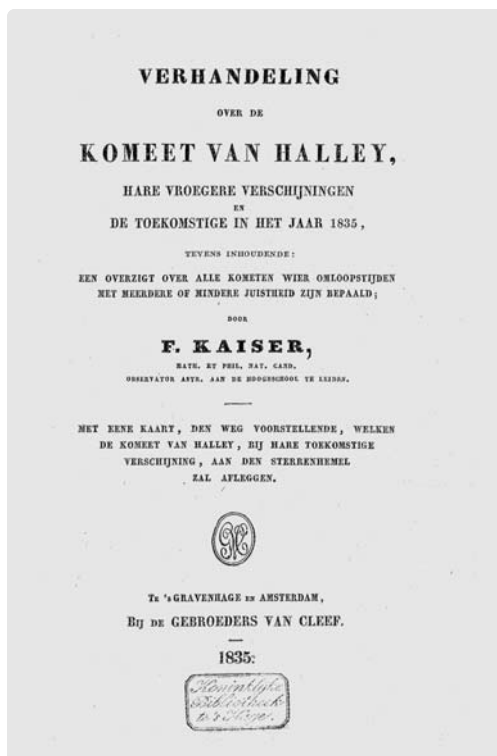 VERHANDELING
OVER DE
KOMEET VAN HALLEY,
HARE VROEGERE VERSCHIJNINGEN
EN
DE TOEKOMSTIGE IN HET JAAR 1835,
TEVENS INHOUDENDE:
EEN OVERZIGT OVER ALLE KOMETEN WIER OMLOOPSTIJDEN
MET MEERDERE OF MINDERE JUISTHEID ZIJN BEPAALD;
DOOR
F. KAISER,
MATH. ET PHIL. NAT. CAND.
OBSERVATOR ASTR. AAN DE HOOGESCHOOL TE LEIDEN.
MET EENE KAART, DEN WEG VOORSTELLENDE, WELKEN
DE KOMEET VAN HALLEY, BIJ HARE TOEKOMSTIGE
VERSCHIJNING, AAN DEN STERRENHEMEL
ZAL AFLEGGEN.
TE 'S GRAVENHAGE EN AMSTERDAM,
BIJ DE GEBROEDERS VAN CLEEF.
1835.
Koninklijke
Bibliotheek
te 's Hage.